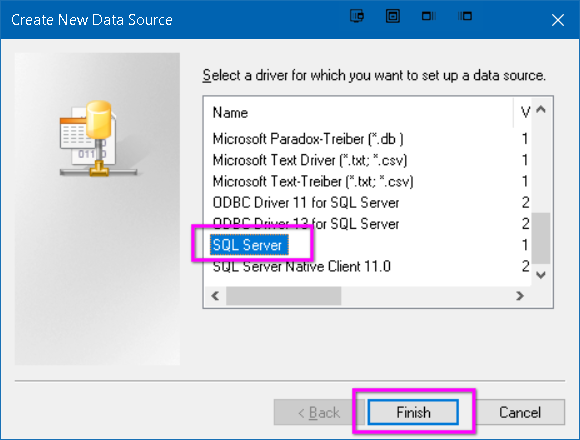 Create New Data Source
Select a driver for which you want to set up a data source.
Name V
Microsoft Paradox-Treiber (*.db ) 1
Microsoft Text Driver (*.txt; *.csv) 1
Microsoft Text-Treiber (*.txt; *.csv) 1
ODBC Driver 11 for SQL Server 2
ODBC Driver 13 for SQL Server 2
SQL Server 1
SQL Server Native Client 11.0 2
< Back Finish Cancel